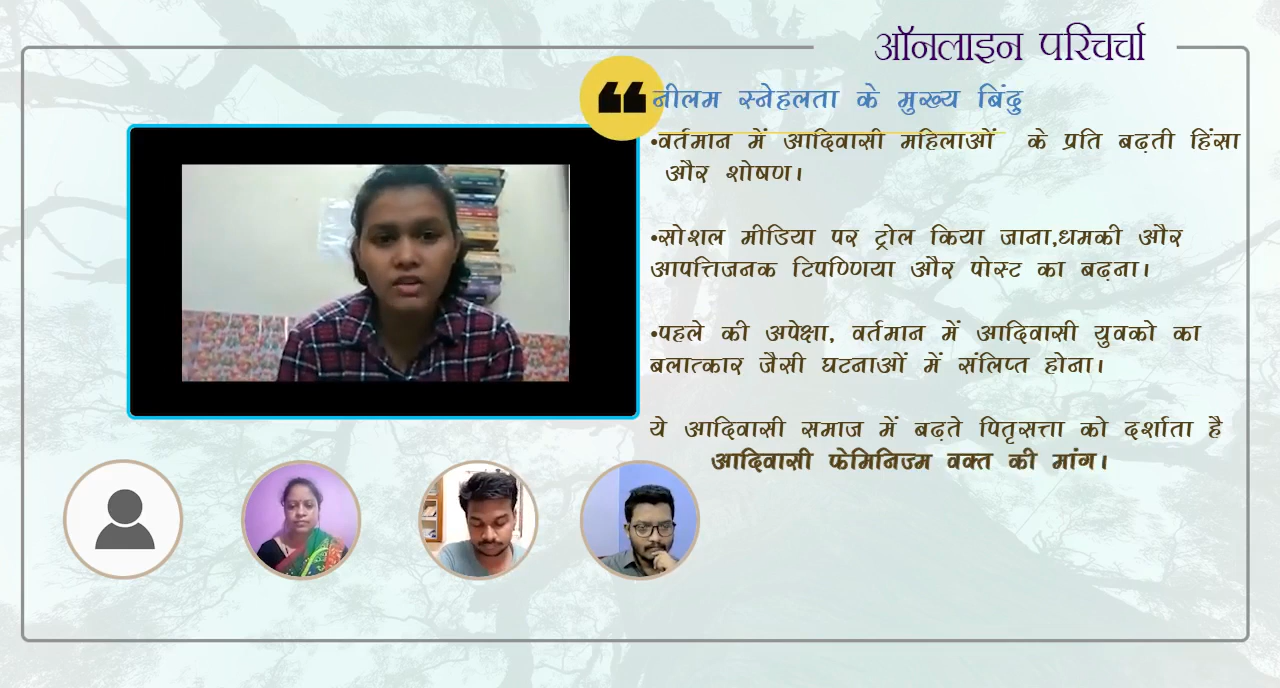 ऑनलाइन परिचर्चा
नीलम स्नेहलता के मुख्य बिंदु
•वर्तमान में आदिवासी महिलाओं के प्रति बढ़ती हिंसा
और शोषण।
•सोशल मीडिया पर ट्रोल किया जाना,धमकी और
आपत्तिजनक टिपण्णिया और पोस्ट का बढ़ना।
•पहले की अपेक्षा, वर्तमान में आदिवासी युवको का
बलात्कार जैसी घटनाओं में संलिप्त होना।
ये आदिवासी समाज में बढ़ते पितृसत्ता को दर्शाता है
आदिवासी फेमिनिज्म वक्त की मांग।